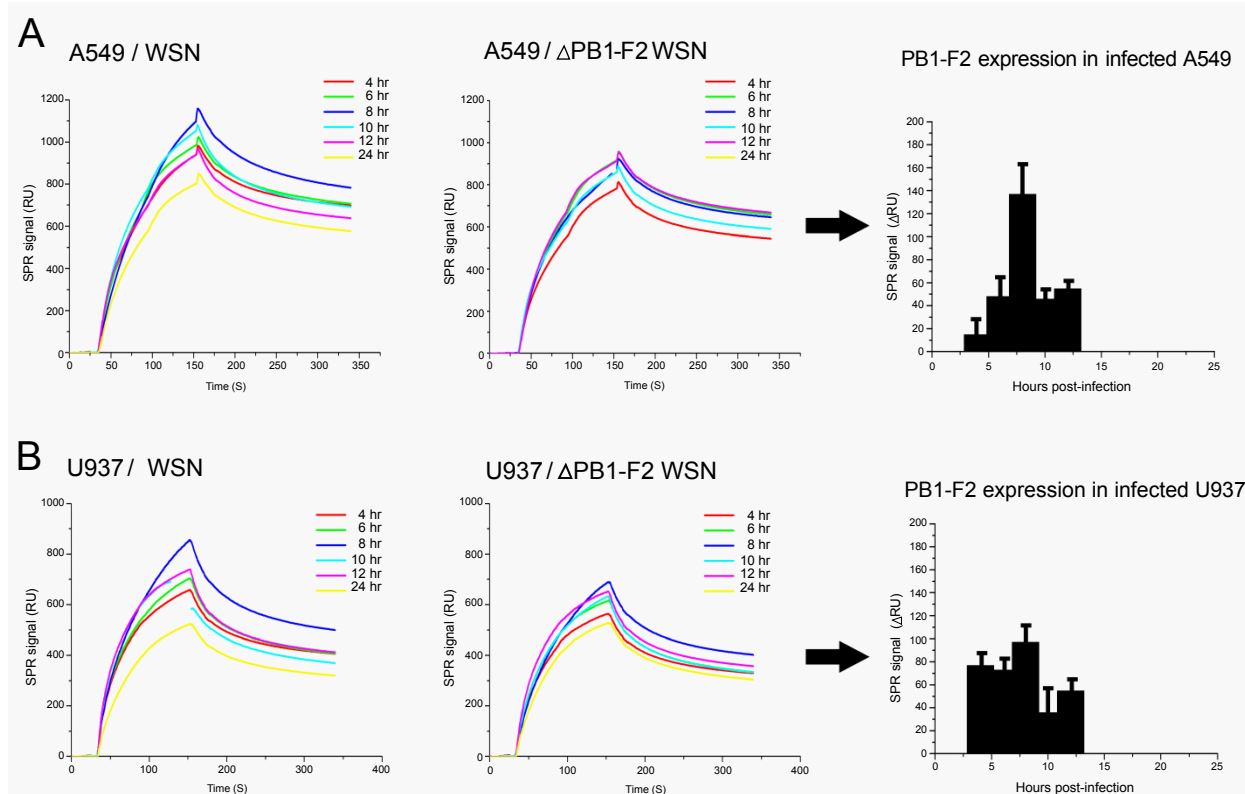 A
A549 / WSN
4 hr
6 hr
8 hr
10 hr
12 hr
24 hr
SPR signal (RU)
1200
1000
800
600
400
200
0
0 50 100 150 200 250 300 350
Time (S)
A549 / △PB1-F2 WSN
4 hr
6 hr
8 hr
10 hr
12 hr
24 hr
SPR signal (RU)
1200
1000
800
600
400
200
0
0 50 100 150 200 250 300 350
Time (S)
PB1-F2 expression in infected A549
SPR signal (△RU)
200
180
160
140
120
100
80
60
40
20
0
0 5 10 15 20 25
Hours post-infection
B
U937 / WSN
4 hr
6 hr
8 hr
10 hr
12 hr
24 hr
SPR signal (RU)
1000
800
600
400
200
0
0 100 200 300 400
Time (S)
U937 / △PB1-F2 WSN
4 hr
6 hr
8 hr
10 hr
12 hr
24 hr
SPR signal (RU)
1000
800
600
400
200
0
0 100 200 300 400
Time (S)
PB1-F2 expression in infected U937
SPR signal (△RU)
200
180
160
140
120
100
80
60
40
20
0
0 5 10 15 20 25
Hours post-infection